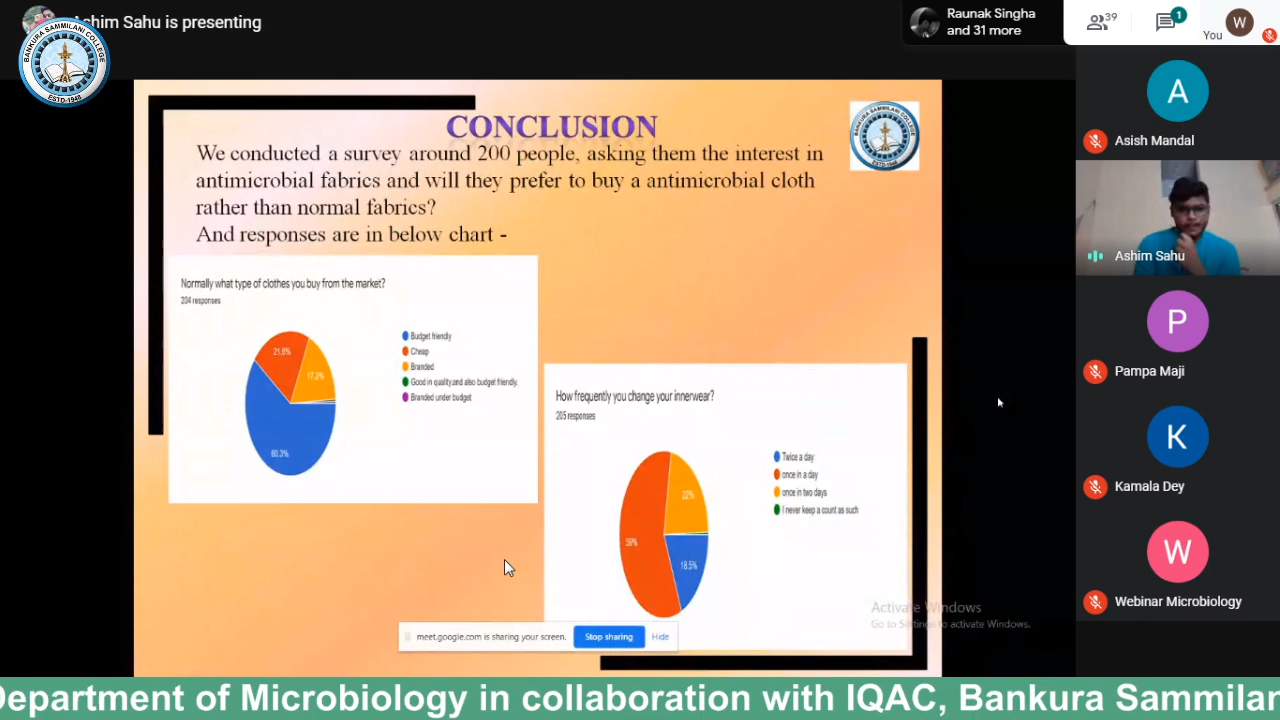 Ashim Sahu is presenting
Raunak Singha
and 31 more
39
1
You
W
BANKURA SAMMILANI COLLEGE
ESTD-1948
CONCLUSION
We conducted a survey around 200 people, asking them the interest in
antimicrobial fabrics and will they prefer to buy a antimicrobial cloth
rather than normal fabrics?
And responses are in below chart -
Normally what type of clothes you buy from the market?
204 responses
21.6%
17.2%
60.3%
Budget friendly
Cheap
Branded
Good in quality.and also budget friendly.
Branded under budget
How frequently you change your innerwear?
205 responses
22%
59%
18.5%
Twice a day
once in a day
once in two days
I never keep a count as such
Activate Windows
Go to Settings to activate Windows.
meet.google.com is sharing your screen.
Stop sharing
Hide
A
Asish Mandal
Ashim Sahu
P
Pampa Maji
K
Kamala Dey
W
Webinar Microbiology
Department of Microbiology in collaboration with IQAC, Bankura Sammilan